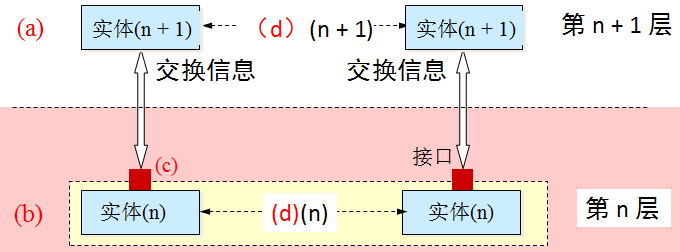 (a) 实体(n + 1) （d）(n + 1) 实体(n + 1) 第 n + 1 层
交换信息 交换信息
(c) 接口
(b) 实体(n) (d)(n) 实体(n) 第 n 层